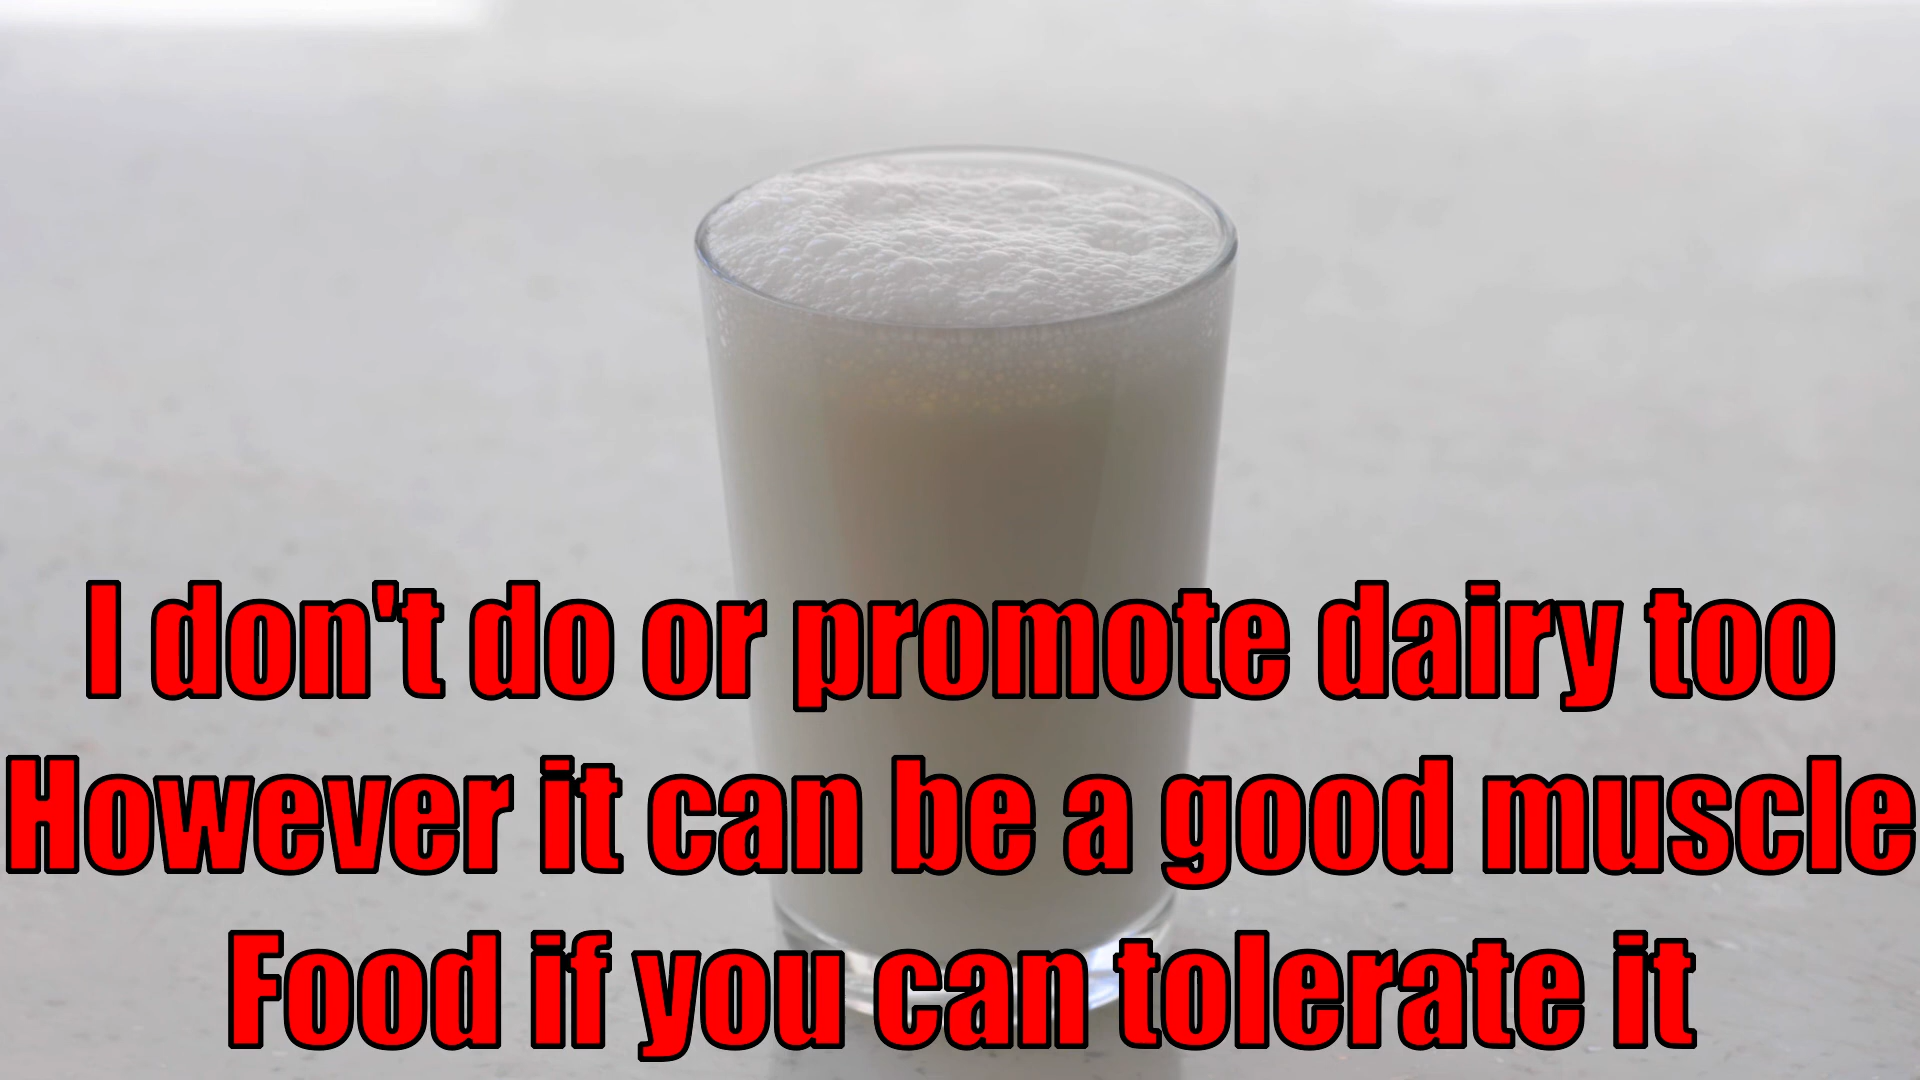 I don't do or promote dairy too
However it can be a good muscle
Food if you can tolerate it